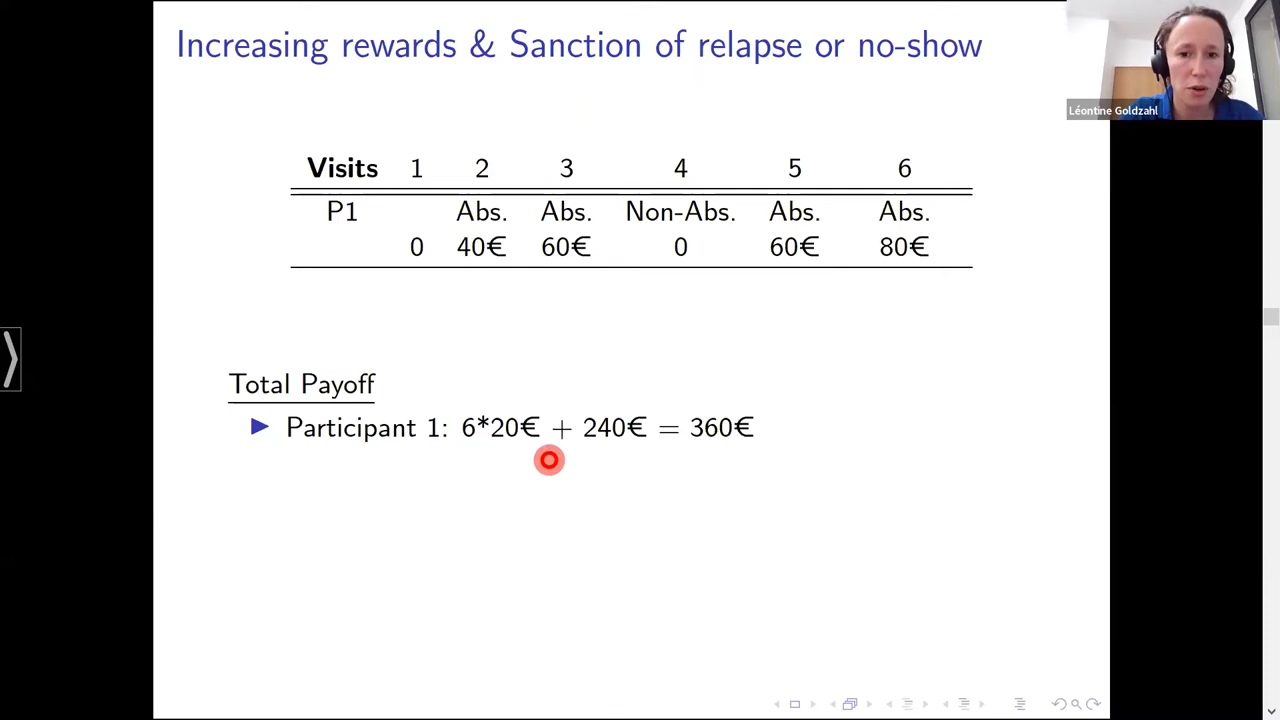 Increasing rewards & Sanction of relapse or no-show
Léontine Goldzahl
Visits 1 2 3 4 5 6
P1 Abs. Abs. Non-Abs. Abs. Abs.
0 40€ 60€ 0 60€ 80€
Total Payoff
Participant 1: 6*20€ + 240€ = 360€